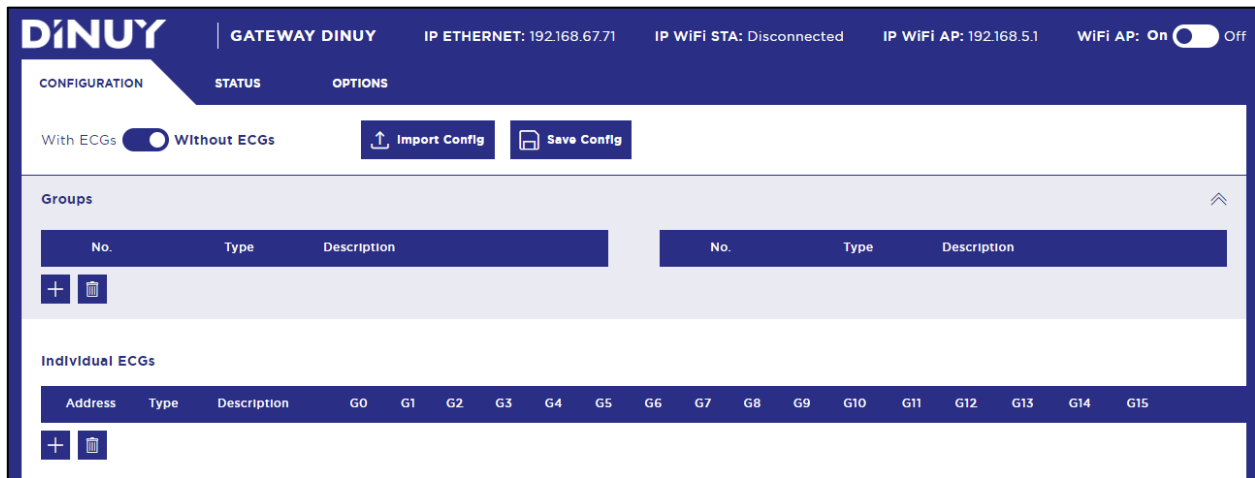 DiNUY GATEWAY DINUY IP ETHERNET: 192.168.67.71 IP WiFi STA: Disconnected IP WiFi AP: 192.168.5.1 WiFi AP: On Off
CONFIGURATION STATUS OPTIONS
With ECGs Without ECGs Import Config Save Config
Groups
No. Type Description No. Type Description
Individual ECGs
Address Type Description G0 G1 G2 G3 G4 G5 G6 G7 G8 G9 G10 G11 G12 G13 G14 G15